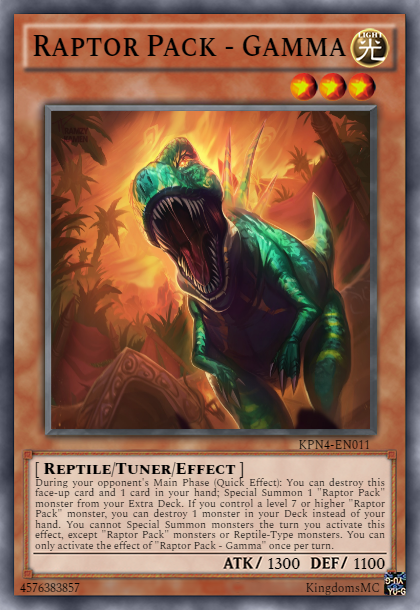 RAPTOR PACK - GAMMA
LIGHT
光
KPN4-EN011
[ REPTILE/TUNER/EFFECT ]
During your opponent's Main Phase (Quick Effect): You can destroy this
face-up card and 1 card in your hand; Special Summon 1 "Raptor Pack"
monster from your Extra Deck. If you control a level 7 or higher "Raptor
Pack" monster, you can destroy 1 monster in your Deck instead of your
hand. You cannot Special Summon monsters the turn you activate this
effect, except "Raptor Pack" monsters or Reptile-Type monsters. You can
only activate the effect of "Raptor Pack - Gamma" once per turn.
ATK/ 1300 DEF/ 1100
4576383857
KingdomsMC